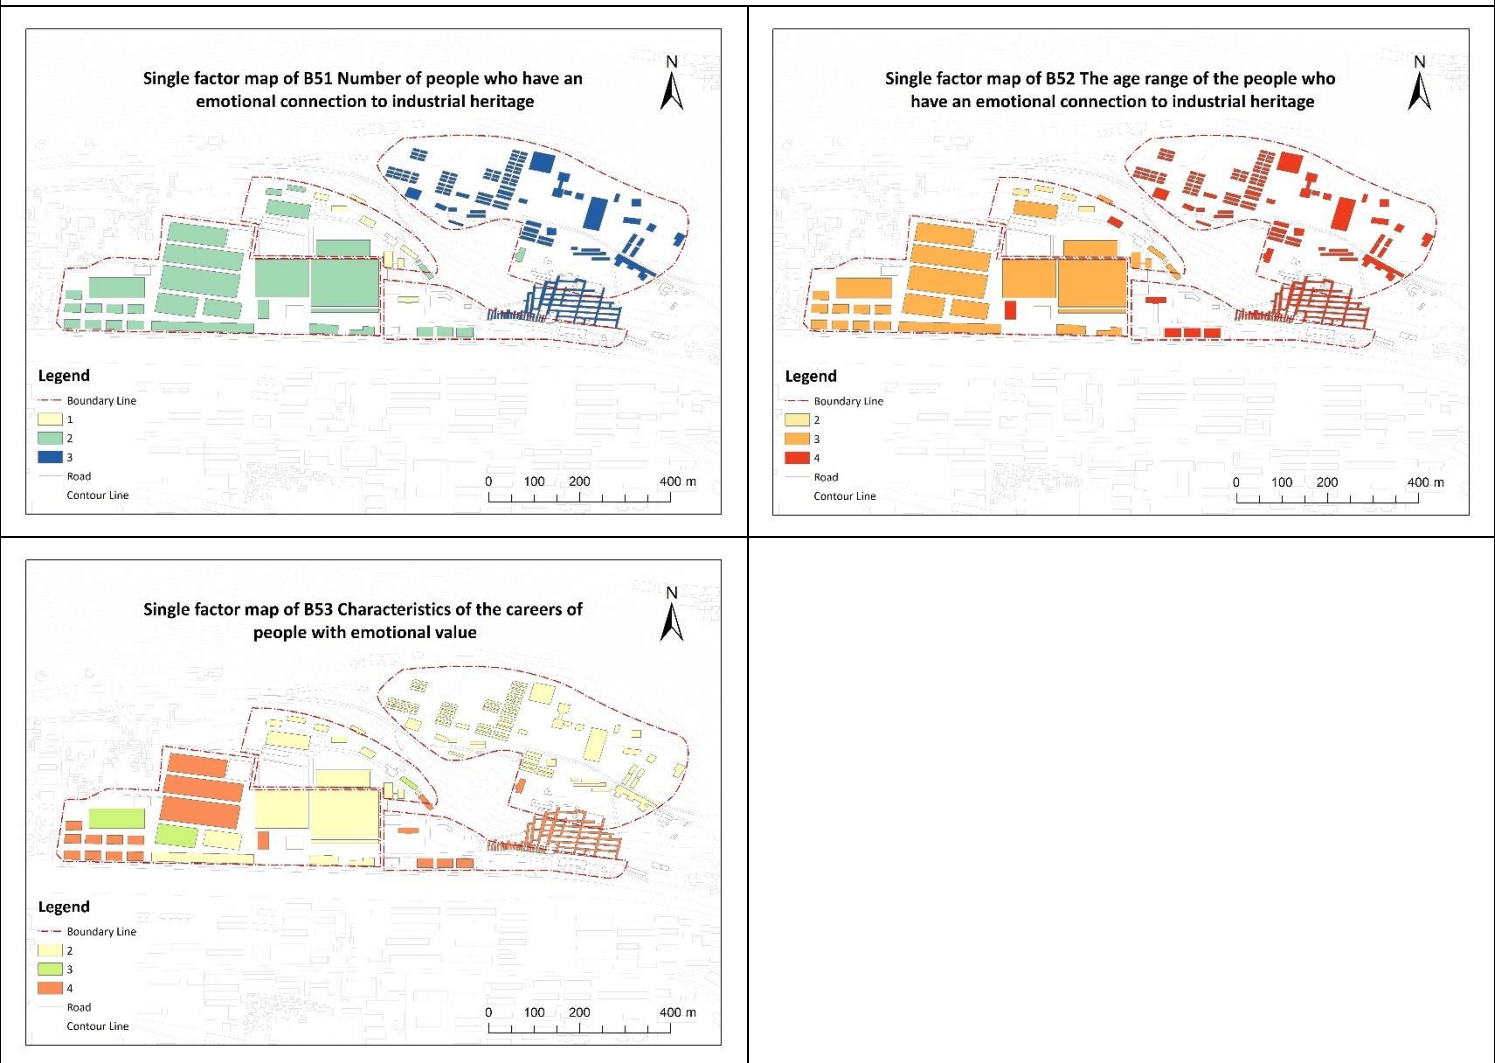 Single factor map of B51 Number of people who have an
emotional connection to industrial heritage
N
Legend
Boundary Line
1
2
3
Road
Contour Line
0 100 200 400 m
Single factor map of B52 The age range of the people who
have an emotional connection to industrial heritage
N
Legend
Boundary Line
2
3
4
Road
Contour Line
0 100 200 400 m
Single factor map of B53 Characteristics of the careers of
people with emotional value
N
Legend
Boundary Line
2
3
4
Road
Contour Line
0 100 200 400 m